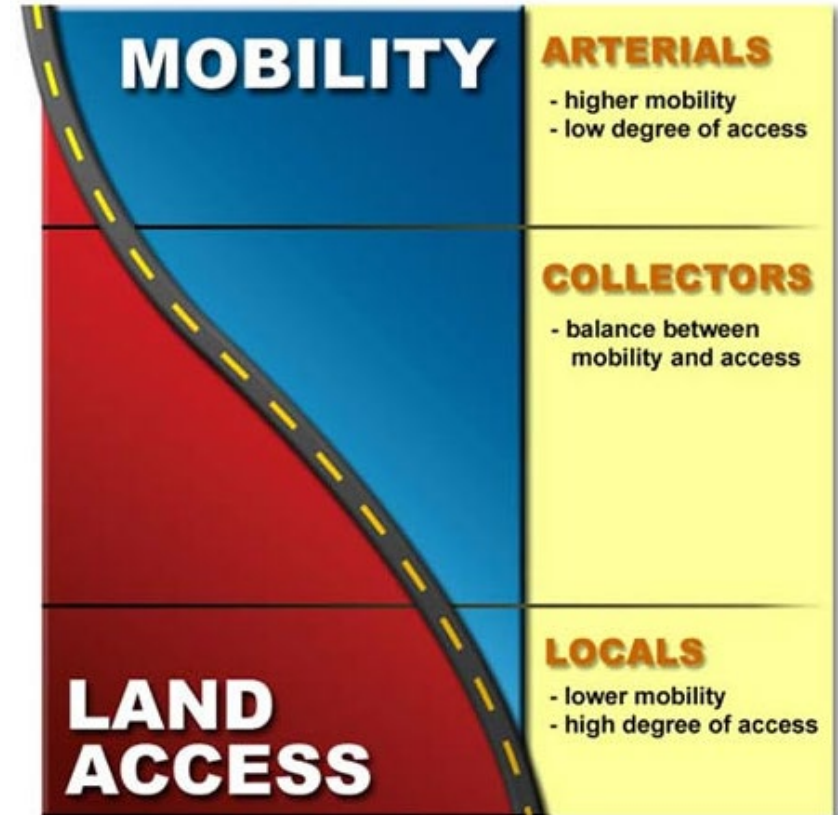 MOBILITY
ARTERIALS
- higher mobility
- low degree of access
COLLECTORS
- balance between
mobility and access
LAND
ACCESS
LOCALS
- lower mobility
- high degree of access